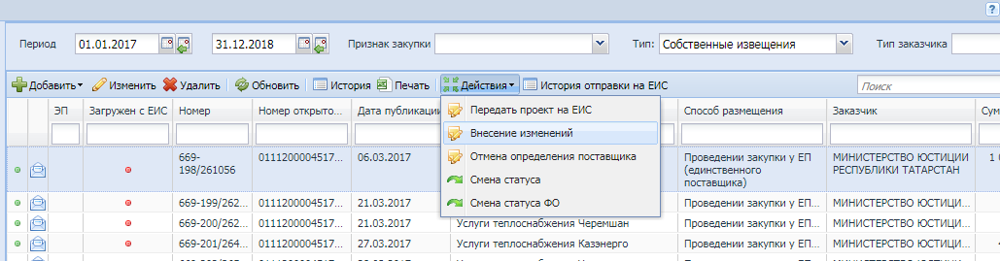 ?
Период 01.01.2017 31.12.2018 Признак закупки Тип: Собственные извещения Тип заказчика
Добавить Изменить Удалить Обновить История Печать Действия История отправки на ЕИС Поиск
ЭП Загружен с ЕИС Номер Номер открыто... Дата публикации Способ размещения Заказчик Сум
Передать проект на ЕИС
Внесение изменений
Отмена определения поставщика
Смена статуса
Смена статуса ФО
669-198/261056 0111200004517... 06.03.2017 Проведении закупки у ЕП (единственного поставщика) МИНИСТЕРСТВО ЮСТИЦИИ РЕСПУБЛИКИ ТАТАРСТАН
669-199/262... 0111200004517... 21.03.2017 Проведении закупки у ЕП... МИНИСТЕРСТВО ЮСТИЦИ...
669-200/262... 0111200004517... 21.03.2017 Услуги теплоснабжения Черемшан Проведении закупки у ЕП... МИНИСТЕРСТВО ЮСТИЦИ...
669-201/264... 0111200004517... 27.03.2017 Услуги теплоснабжения Казэнерго Проведении закупки у ЕП... МИНИСТЕРСТВО ЮСТИЦИ...